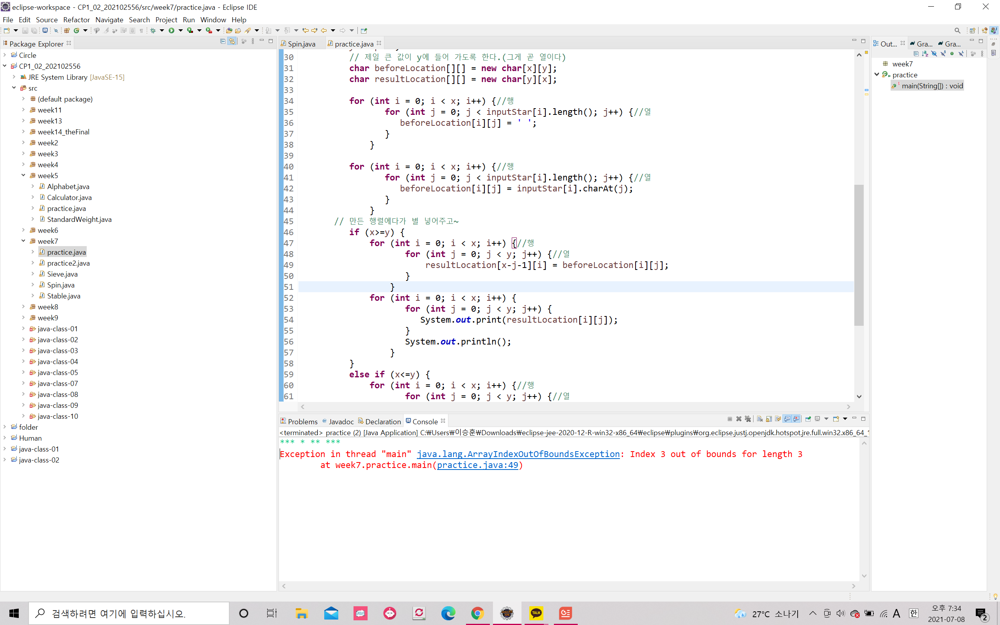 eclipse-workspace - CP1_02_202102556/src/week7/practice.java - Eclipse IDE
File Edit Source Refactor Navigate Search Project Run Window Help
Package Explorer
Circle
CP1_02_202102556
JRE System Library [JavaSE-15]
src
(default package)
week11
week13
week14_theFinal
week2
week3
week4
week5
Alphabet.java
Calculator.java
practice.java
StandardWeight.java
week6
week7
practice.java
practice2.java
Sieve.java
Spin.java
Stable.java
week8
week9
java-class-01
java-class-02
java-class-03
java-class-04
java-class-05
java-class-07
java-class-08
java-class-09
java-class-10
folder
Human
java-class-01
java-class-02
Spin.java practice.java
30 // 제일 큰 값이 y에 들어 가도록 한다.(그게 곧 열이다)
31 char beforeLocation[][] = new char[x][y];
32 char resultLocation[][] = new char[y][x];
33
34 for (int i = 0; i < x; i++) {//행
35 for (int j = 0; j < inputStar[i].length(); j++) {//열
36 beforeLocation[i][j] = ' ';
37 }
38 }
39
40 for (int i = 0; i < x; i++) {//행
41 for (int j = 0; j < inputStar[i].length(); j++) {//열
42 beforeLocation[i][j] = inputStar[i].charAt(j);
43 }
44 }
45 // 만든 행렬에다가 별 넣어주고~
46 if (x>=y) {
47 for (int i = 0; i < x; i++) {//행
48 for (int j = 0; j < y; j++) {//열
49 resultLocation[x-j-1][i] = beforeLocation[i][j];
50 }
51 }
52 for (int i = 0; i < x; i++) {
53 for (int j = 0; j < y; j++) {
54 System.out.print(resultLocation[i][j]);
55 }
56 System.out.println();
57 }
58 }
59 else if (x<=y) {
60 for (int i = 0; i < x; i++) {//행
61 for (int j = 0; j < y; j++) {//열
Problems Javadoc Declaration Console
<terminated> practice (2) [Java Application] C:₩Users₩이승훈₩Downloads₩eclipse-jee-2020-12-R-win32-x86_64₩eclipse₩plugins₩org.eclipse.justj.openjdk.hotspot.jre.full.win32.x86_64_1
*** * ** ***
Exception in thread "main" java.lang.ArrayIndexOutOfBoundsException: Index 3 out of bounds for length 3
at week7.practice.main(practice.java:49)
Out... Gra... Gra...
week7
practice
main(String[]) : void
검색하려면 여기에 입력하십시오.
TALK
27°C 소나기
A
한
오후 7:34
2021-07-08
2